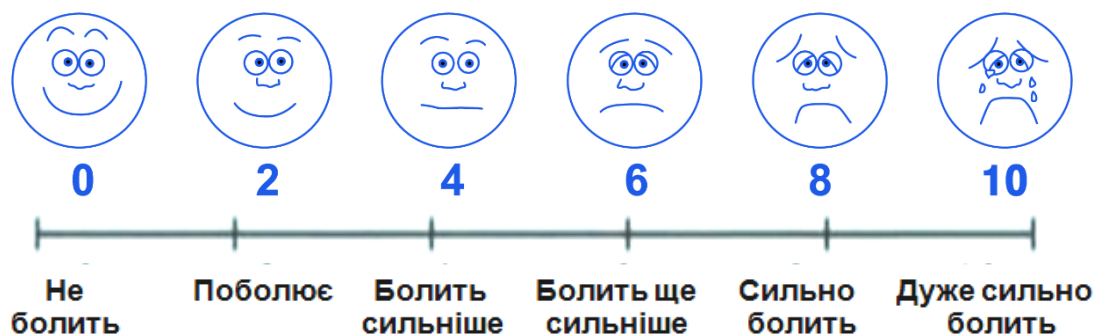 0 2 4 6 8 10
Не болить
Поболює
Болить сильніше
Болить ще сильніше
Сильно болить
Дуже сильно болить